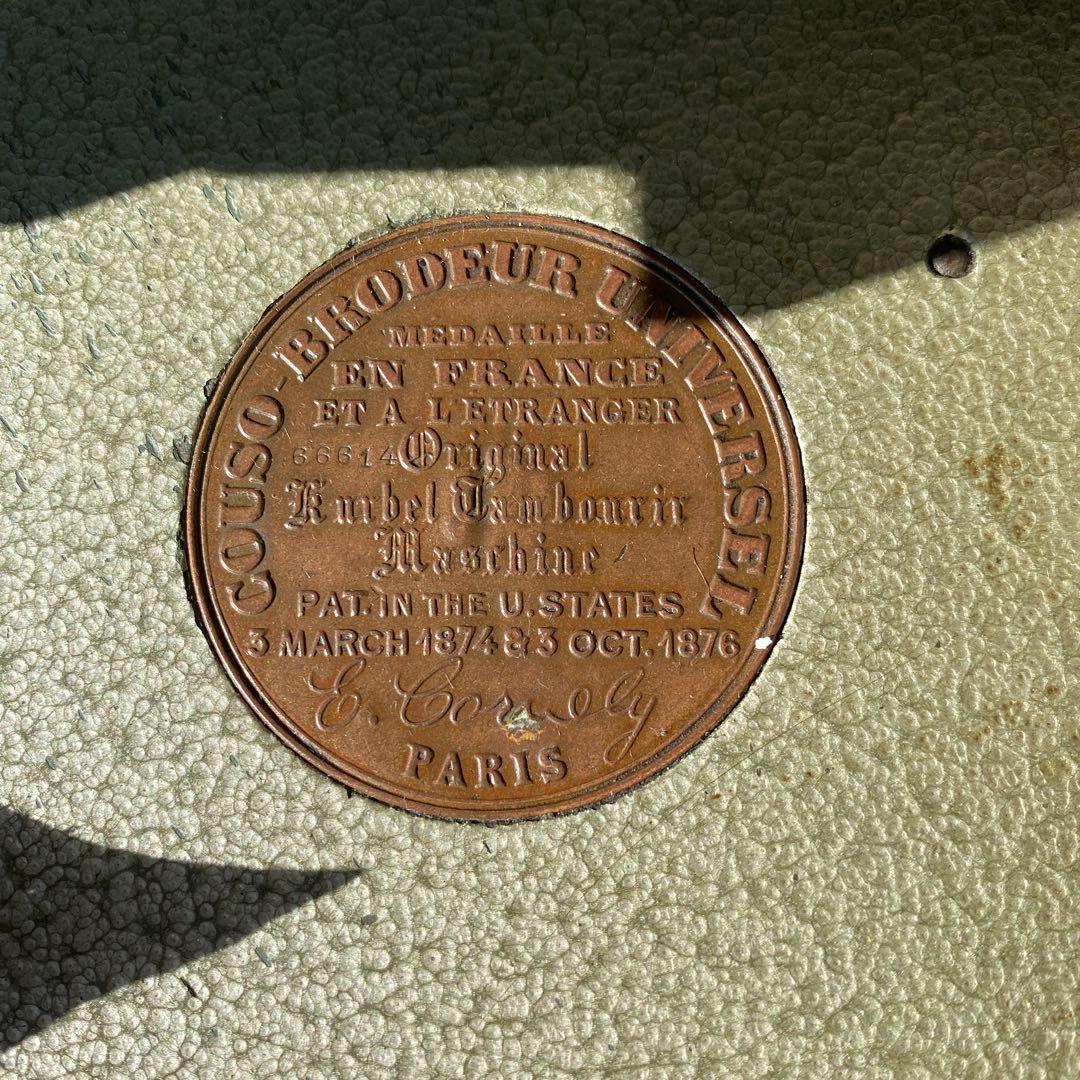 COUSO-BRODEUR UNIVERSEL
MEDAILLE
EN FRANCE
ET A L'ETRANGER
66614 Original
Kurbel Tambourir
Maschine
PAT. IN THE U. STATES
3 MARCH 1874 & 3 OCT. 1876
E. Cornely
PARIS